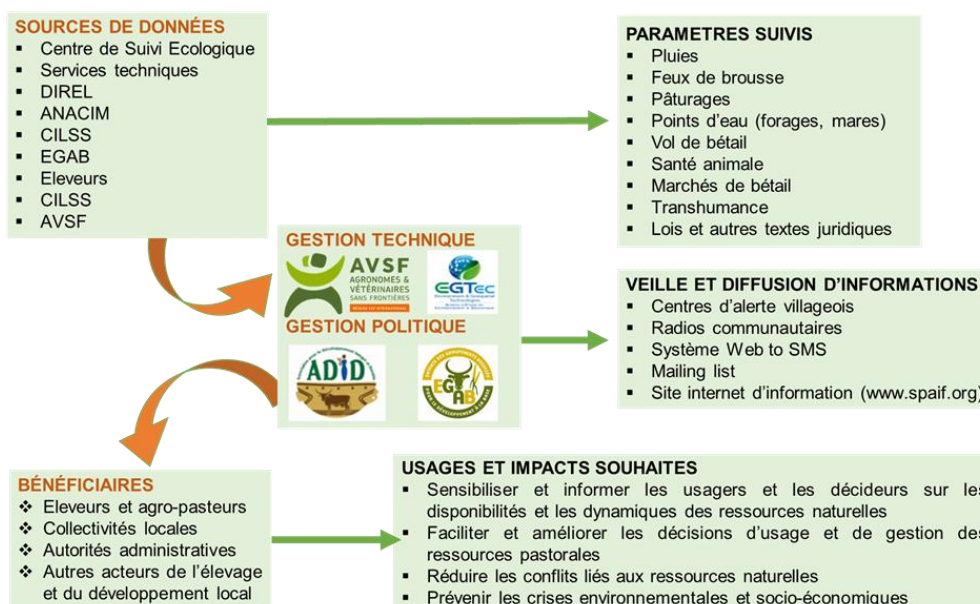 SOURCES DE DONNÉES
▪ Centre de Suivi Ecologique
▪ Services techniques
▪ DIREL
▪ ANACIM
▪ CILSS
▪ EGAB
▪ Eleveurs
▪ CILSS
▪ AVSF
PARAMETRES SUIVIS
▪ Pluies
▪ Feux de brousse
▪ Pâturages
▪ Points d'eau (forages, mares)
▪ Vol de bétail
▪ Santé animale
▪ Marchés de bétail
▪ Transhumance
▪ Lois et autres textes juridiques
GESTION TECHNIQUE
AVSF
AGRONOMES &
VÉTÉRINAIRES
SANS FRONTIÈRES
EGTEC
GESTION POLITIQUE
ADID
EGAB
VEILLE ET DIFFUSION D'INFORMATIONS
▪ Centres d'alerte villageois
▪ Radios communautaires
▪ Système Web to SMS
▪ Mailing list
▪ Site internet d'information (www.spaif.org)
BÉNÉFICIAIRES
❖ Eleveurs et agro-pasteurs
❖ Collectivités locales
❖ Autorités administratives
❖ Autres acteurs de l'élevage
et du développement local
USAGES ET IMPACTS SOUHAITES
▪ Sensibiliser et informer les usagers et les décideurs sur les
disponibilités et les dynamiques des ressources naturelles
▪ Faciliter et améliorer les décisions d'usage et de gestion des
ressources pastorales
▪ Réduire les conflits liés aux ressources naturelles
▪ Prévenir les crises environnementales et socio-économiques